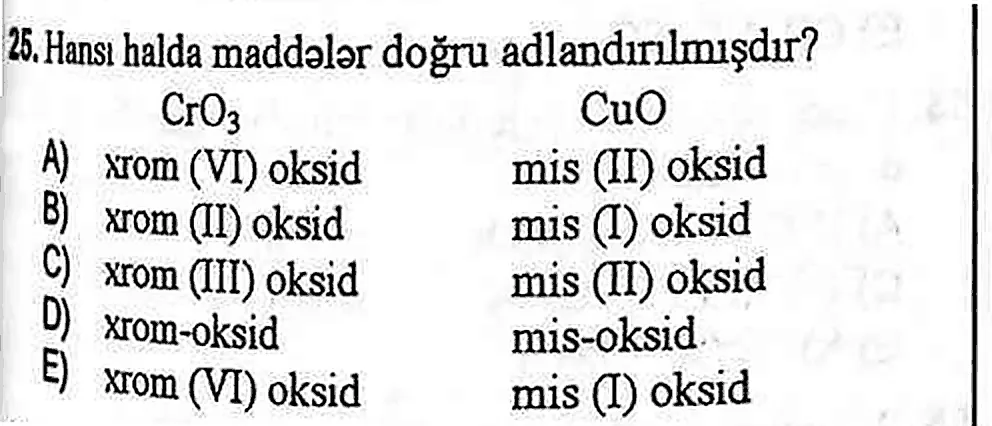 25. Hansı halda maddələr doğru adlandırılmışdır?
CrO₃ CuO
A) xrom (VI) oksid mis (II) oksid
B) xrom (II) oksid mis (I) oksid
C) xrom (III) oksid mis (II) oksid
D) xrom-oksid mis-oksid
E) xrom (VI) oksid mis (I) oksid